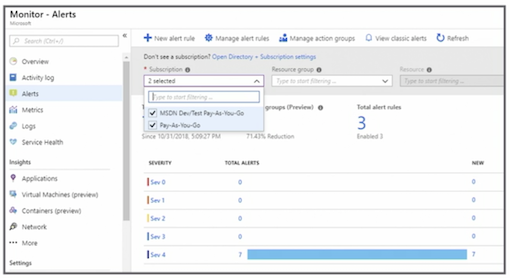 Monitor - Alerts
Microsoft
Search (Ctrl+/)
Overview
Activity log
Alerts
Metrics
Logs
Service Health
Insights
Applications
Virtual Machines (preview)
Containers (preview)
Network
More
Settings
New alert rule
Manage alert rules
Manage action groups
View classic alerts
Refresh
Don't see a subscription? Open Directory + Subscription settings
* Subscription
2 selected
MSDN Dev/Test Pay-As-You-Go
Pay-As-You-Go
Resource group
Type to start filtering ...
Resource
Type to start filtering ...
Since 10/31/2018, 5:09:27 PM
groups (Preview)
71.43% Reduction
Total alert rules
3
Enabled 3
SEVERITY TOTAL ALERTS NEW
Sev 0 0 0
Sev 1 0 0
Sev 2 0 0
Sev 3 0 0
Sev 4 7 7